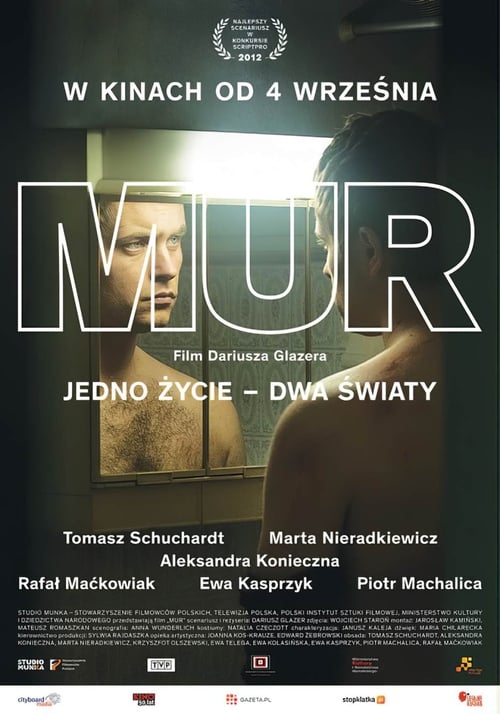 NAJLEPSZY
SCENARIUSZ
W
KONKURSIE
SCRIPTPRO
2012
W KINACH OD 4 WRZEŚNIA
MUR
Film Dariusza Glazera
JEDNO ŻYCIE – DWA ŚWIATY
Tomasz Schuchardt Marta Nieradkiewicz
Aleksandra Konieczna
Rafał Maćkowiak Ewa Kasprzyk Piotr Machalica
STUDIO MUNKA – STOWARZYSZENIE FILMOWCÓW POLSKICH, TELEWIZJA POLSKA, POLSKI INSTYTUT SZTUKI FILMOWEJ, MINISTERSTWO KULTURY
I DZIEDZICTWA NARODOWEGO przedstawiają film „MUR” scenariusz i reżyseria: DARIUSZ GLAZER zdjęcia: WOJCIECH STAROŃ montaż: JAROSŁAW KAMIŃSKI,
MATEUSZ ROMASZKAN scenografia: ANNA WUNDERLICH kostiumy: NATALIA CZECZOTT charakteryzacja: JANUSZ KALEJA dźwięk: MARIA CHILARECKA
kierownictwo produkcji: SYLWIA RAJDASZKA opieka artystyczna: JOANNA KOS-KRAUZE, EDWARD ŻEBROWSKI obsada: TOMASZ SCHUCHARDT, ALEKSANDRA
KONIECZNA, MARTA NIERADKIEWICZ, KRZYSZTOF OLSZEWSKI, EWA TELEGA, EWA KOLASIŃSKA, EWA KASPRZYK, PIOTR MACHALICA, RAFAŁ MAĆKOWIAK
STUDIO
MUNKA
TVP
cityboard
media
KINO
50 lat
GAZETA.PL
stopklatka